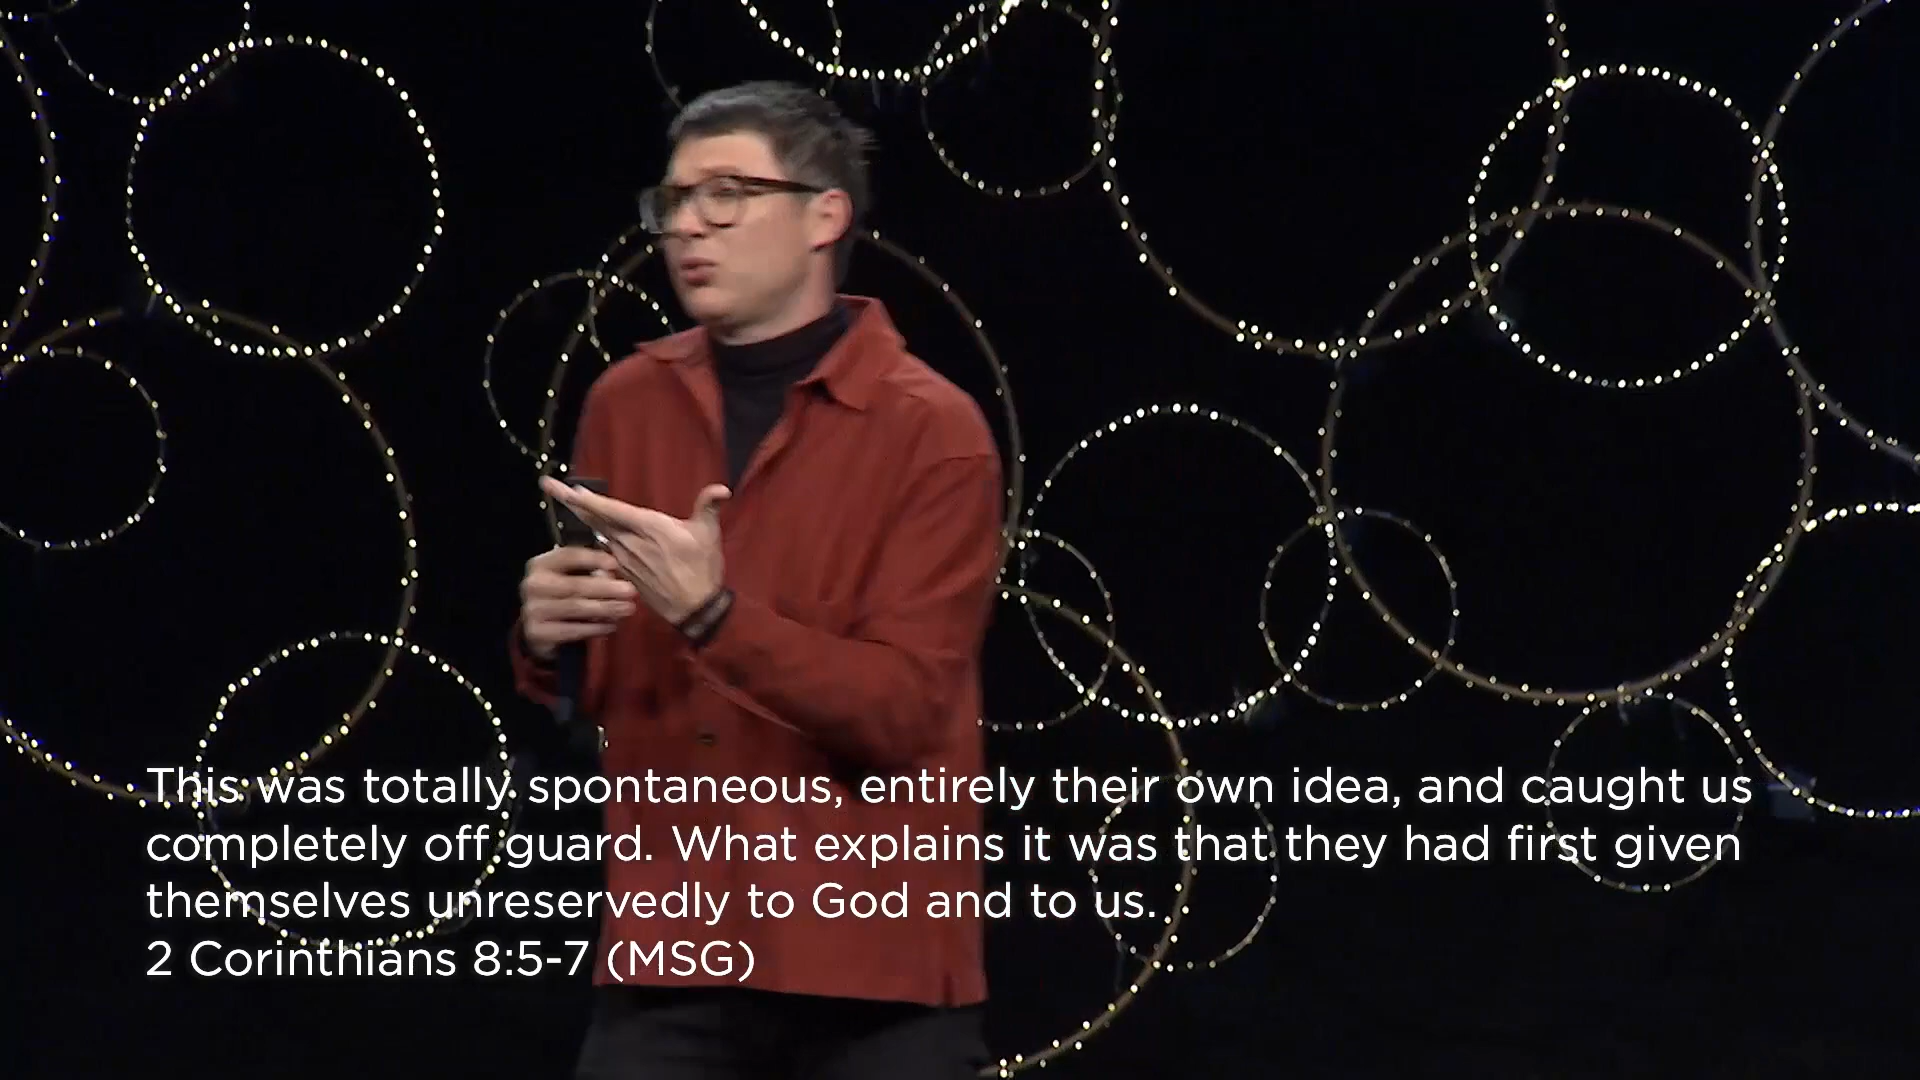 This was totally spontaneous, entirely their own idea, and caught us
completely off guard. What explains it was that they had first given
themselves unreservedly to God and to us.
2 Corinthians 8:5-7 (MSG)